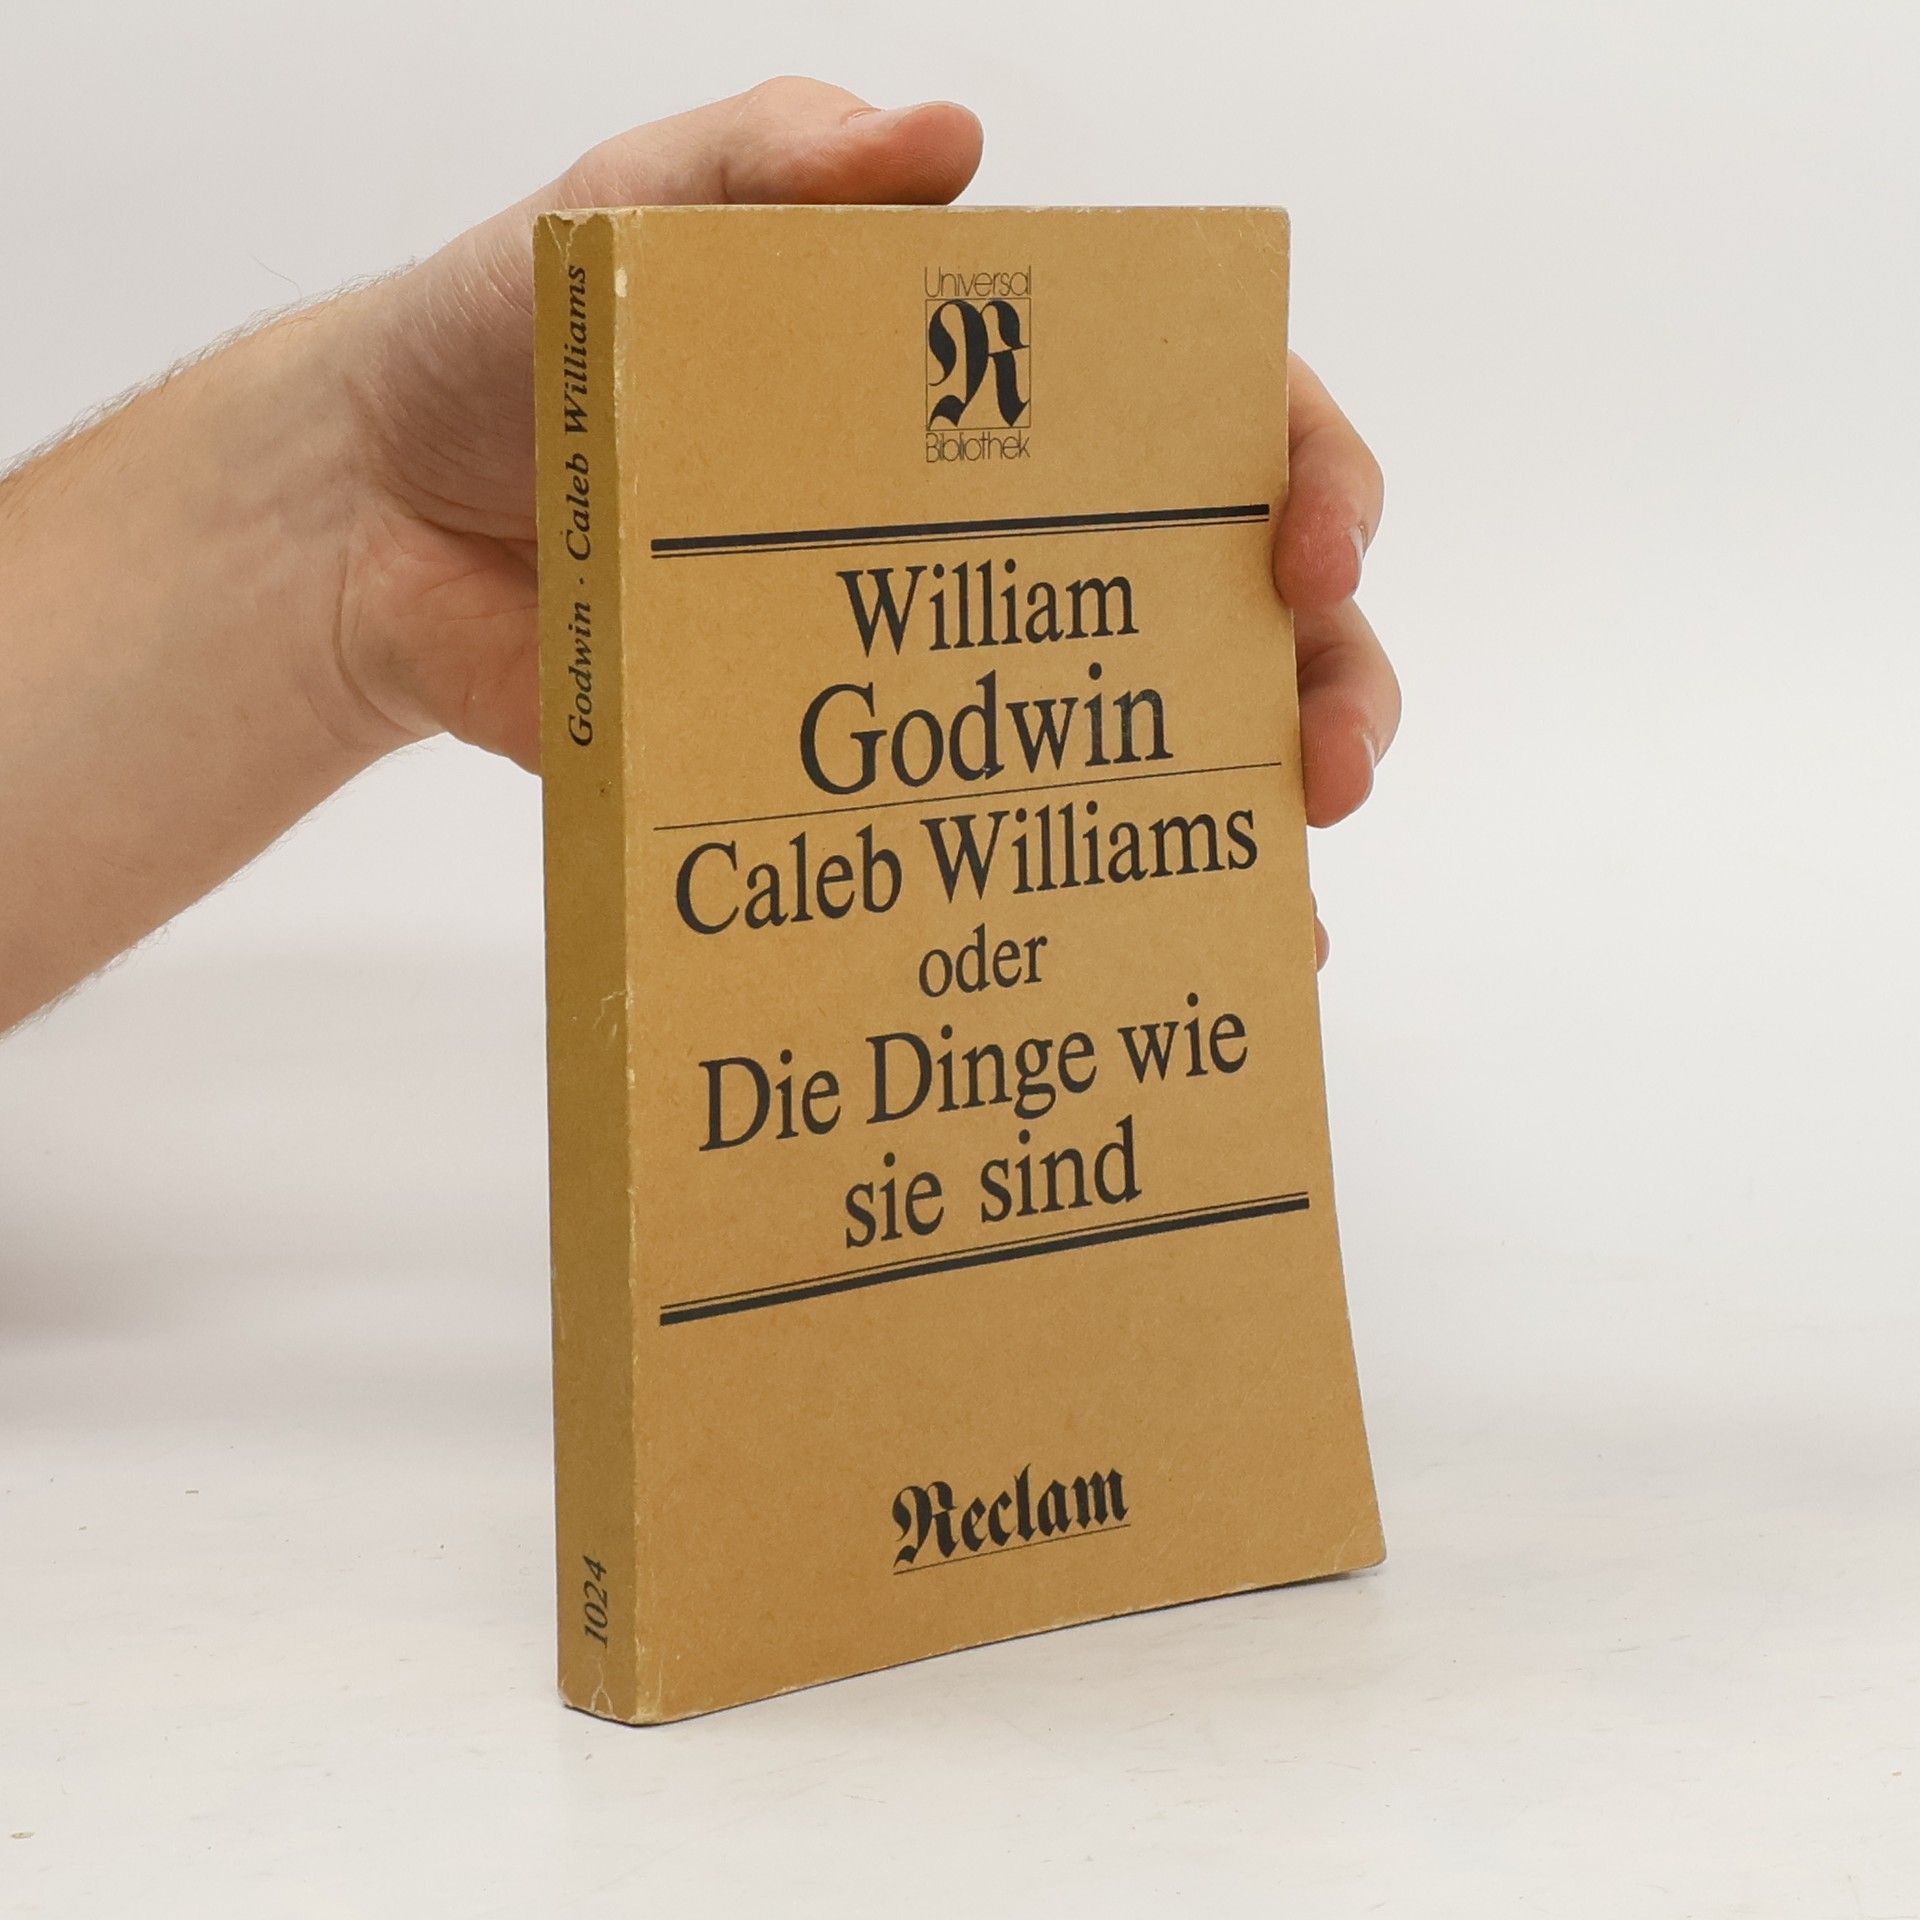 Universal
R
Bibliothek
William
Godwin
Caleb Williams
oder
Die Dinge wie
sie sind
Reclam
Godwin · Caleb Williams
1024